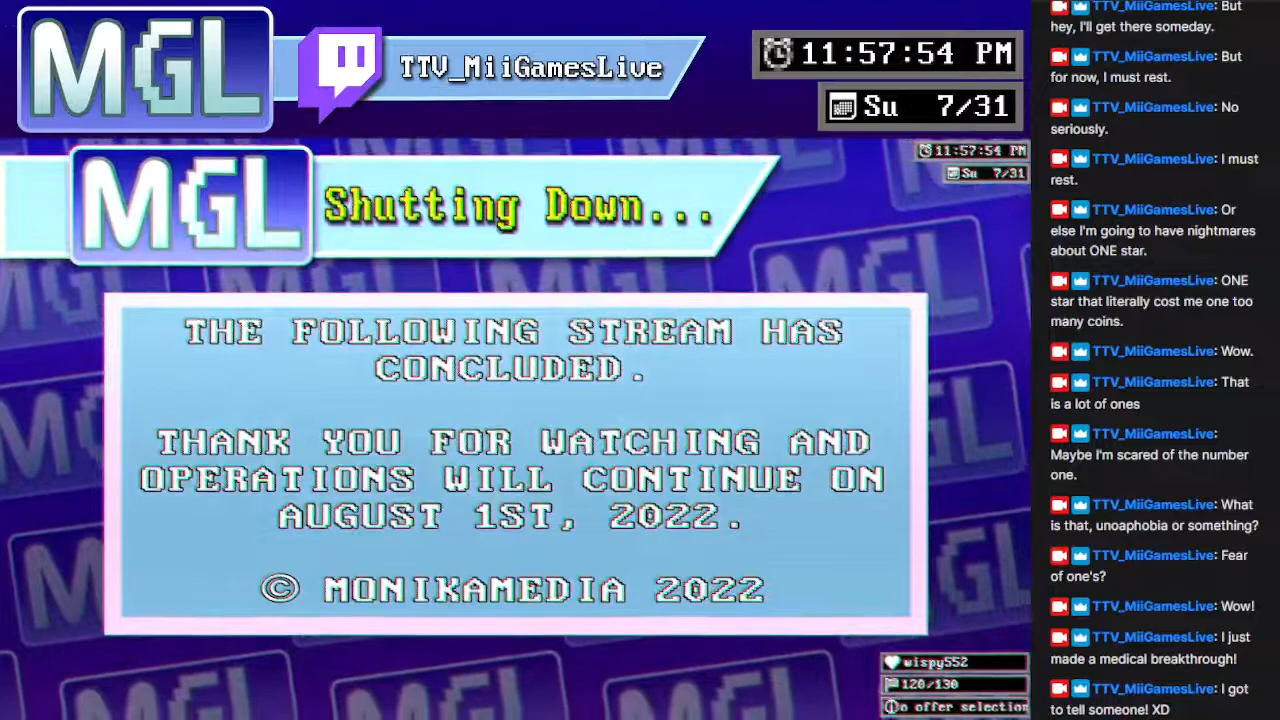 MGL
TTV_MiiGamesLive
11:57:54 PM
Su 7/31
11:57:54 PM
Su 7/31
MGL
Shutting Down...
THE FOLLOWING STREAM HAS
CONCLUDED.
THANK YOU FOR WATCHING AND
OPERATIONS WILL CONTINUE ON
AUGUST 1ST, 2022.
© MONIKAMEDIA 2022
wispy552
120/130
o offer selection
TTV_MiiGamesLive: But
hey, I'll get there someday.
TTV_MiiGamesLive: But
for now, I must rest.
TTV_MiiGamesLive: No
seriously.
TTV_MiiGamesLive: I must
rest.
TTV_MiiGamesLive: Or
else I'm going to have nightmares
about ONE star.
TTV_MiiGamesLive: ONE
star that literally cost me one too
many coins.
TTV_MiiGamesLive: Wow.
TTV_MiiGamesLive: That
is a lot of ones
TTV_MiiGamesLive:
Maybe I'm scared of the number
one.
TTV_MiiGamesLive: What
is that, unoaphobia or something?
TTV_MiiGamesLive: Fear
of one's?
TTV_MiiGamesLive: Wow!
TTV_MiiGamesLive: I just
made a medical breakthrough!
TTV_MiiGamesLive: I got
to tell someone! XD